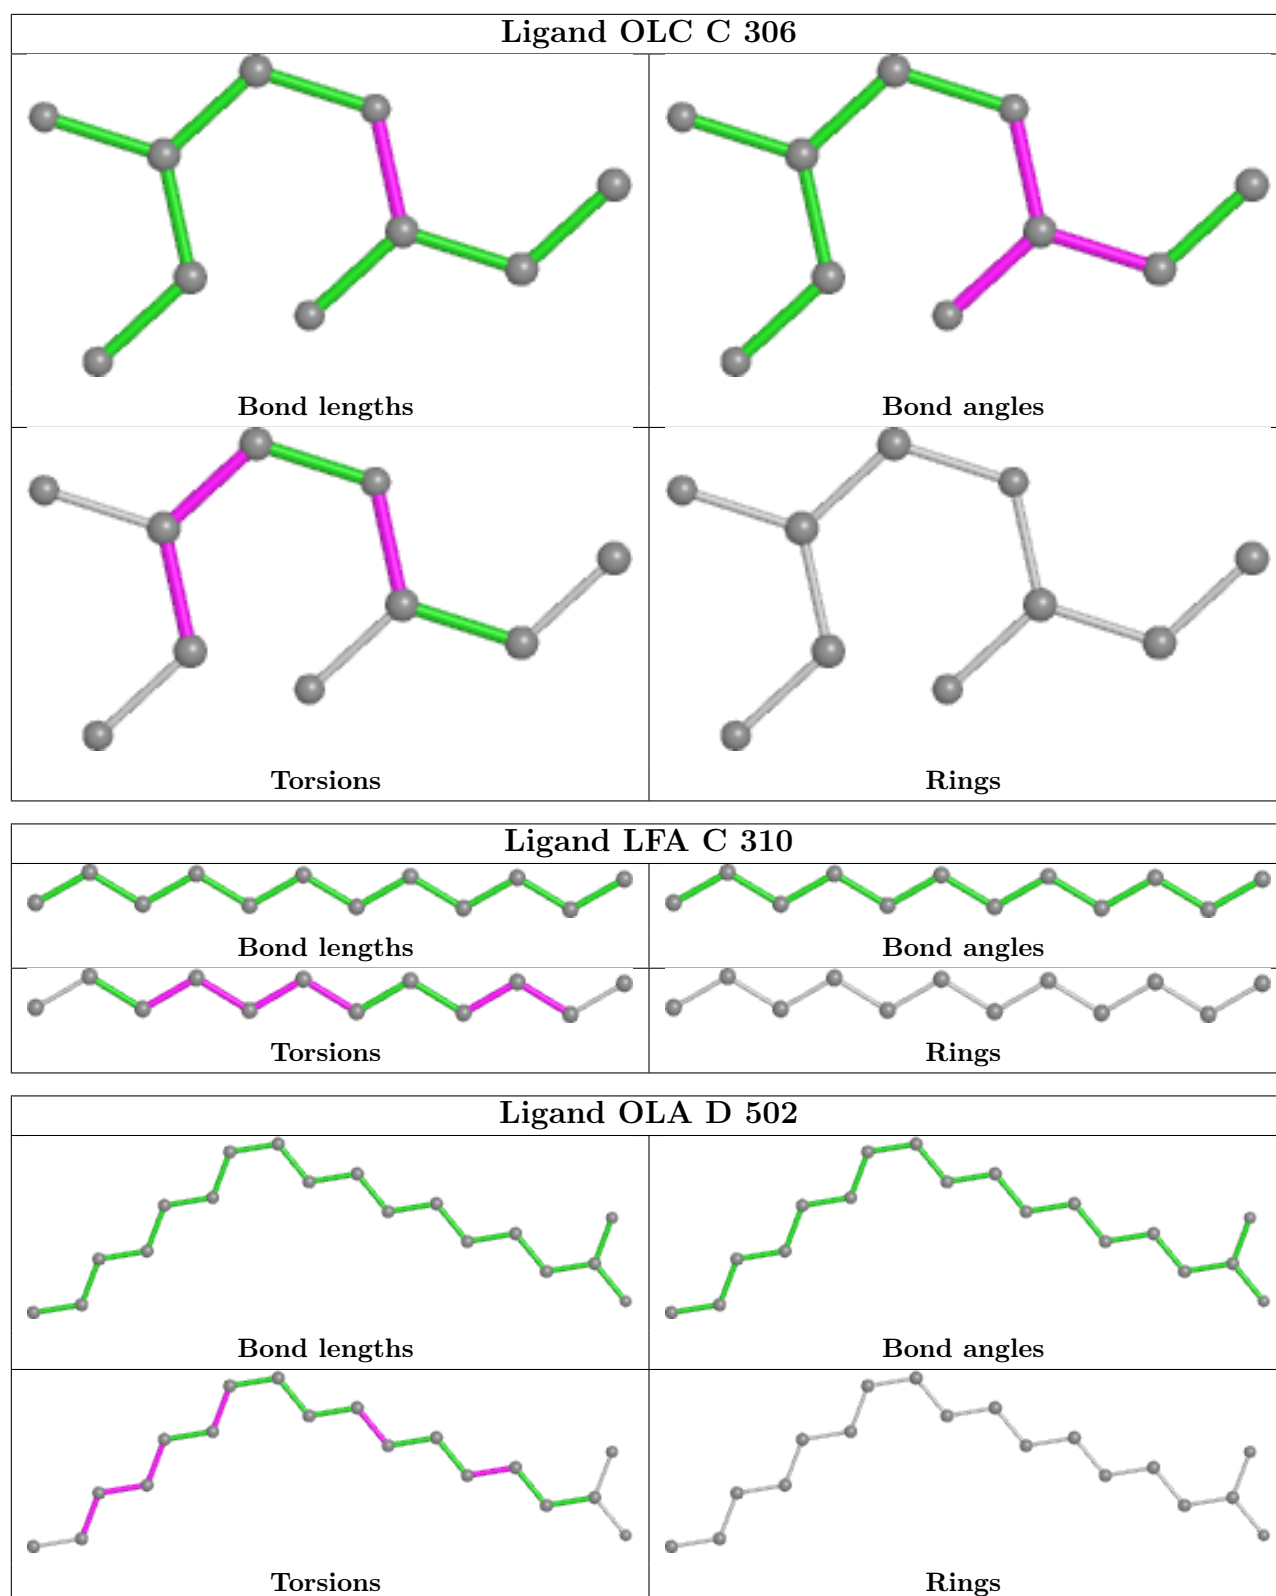 Ligand OLC C 306
Bond lengths
Bond angles
Torsions
Rings
Ligand LFA C 310
Bond lengths
Bond angles
Torsions
Rings
Ligand OLA D 502
Bond lengths
Bond angles
Torsions
Rings